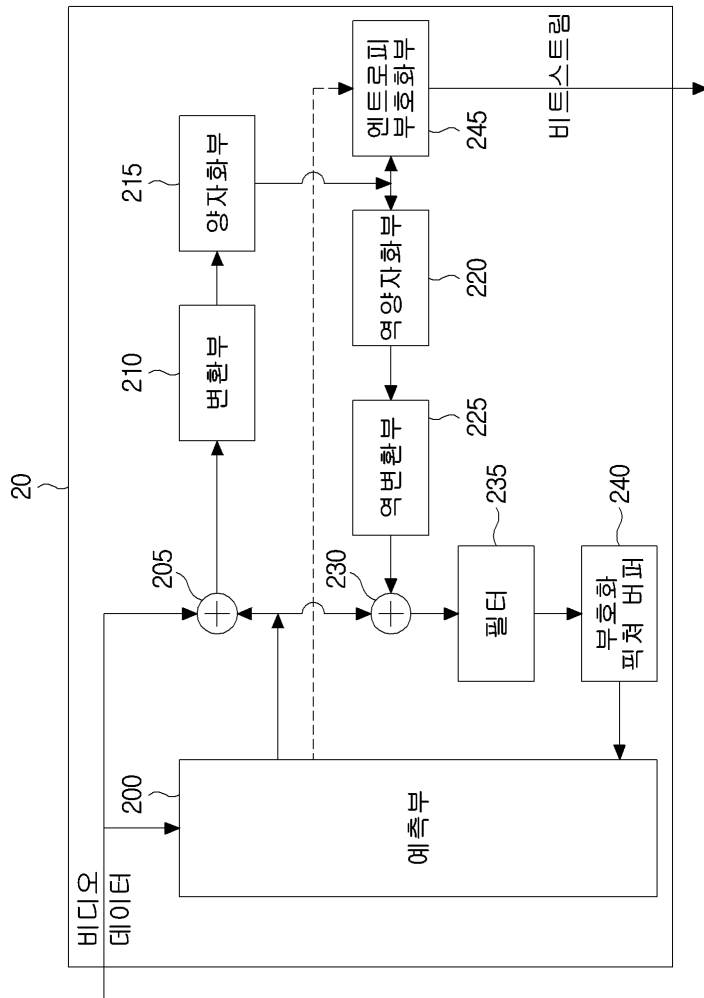 20
비디오
데이터
200
예측부
205
210
변환부
215
양자화부
230
225
역변환부
220
역양자화부
245
엔트로피
부호화부
235
필터
240
부호화
픽처 버퍼
비트스트림